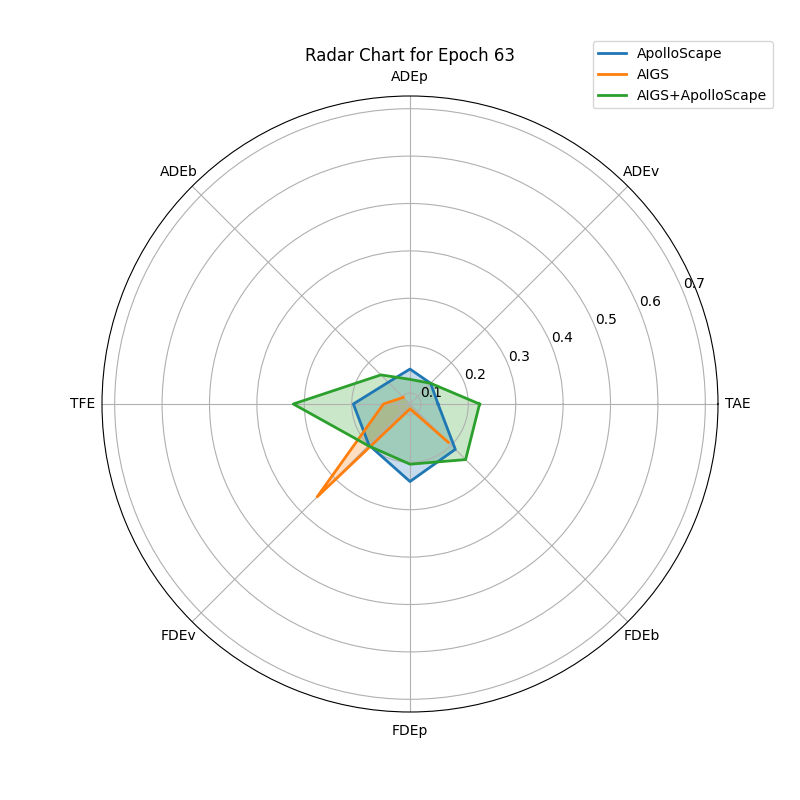 Radar Chart for Epoch 63
ApolloScape
AIGS
AIGS+ApolloScape
ADEp
ADEb
ADEv
0.7
0.6
0.5
0.4
0.3
0.2
0.1
TFE
TAE
FDEv
FDEb
FDEp